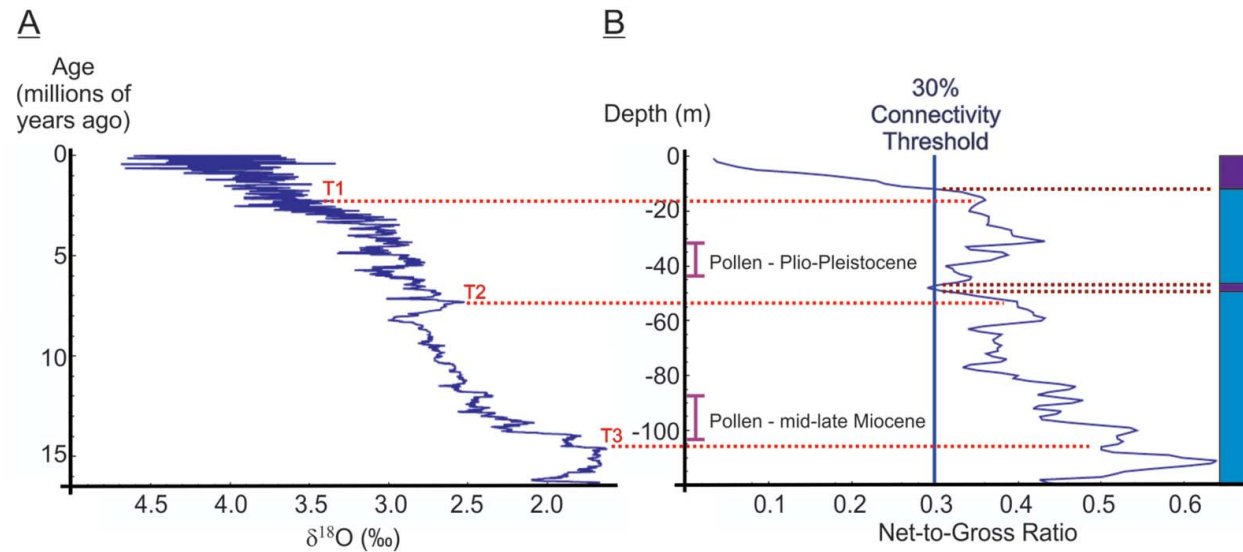 A
B
Age
(millions of
years ago)
0
5
10
15
4.5
4.0
3.5
3.0
2.5
2.0
δ¹⁸O (‰)
T1
T2
T3
30%
Connectivity
Threshold
Depth (m)
0
-20
-40
-60
-80
-100
Pollen - Plio-Pleistocene
Pollen - mid-late Miocene
0.1
0.2
0.3
0.4
0.5
0.6
Net-to-Gross Ratio